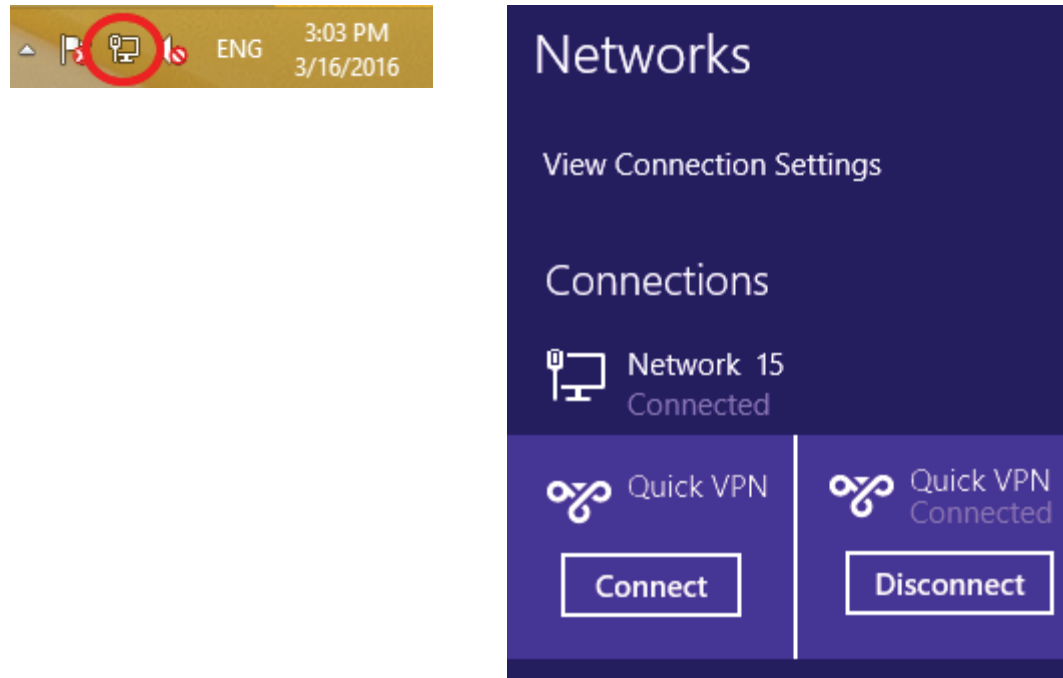 ENG
3:03 PM
3/16/2016
Networks
View Connection Settings
Connections
Network 15
Connected
Quick VPN
Connect
Quick VPN
Connected
Disconnect